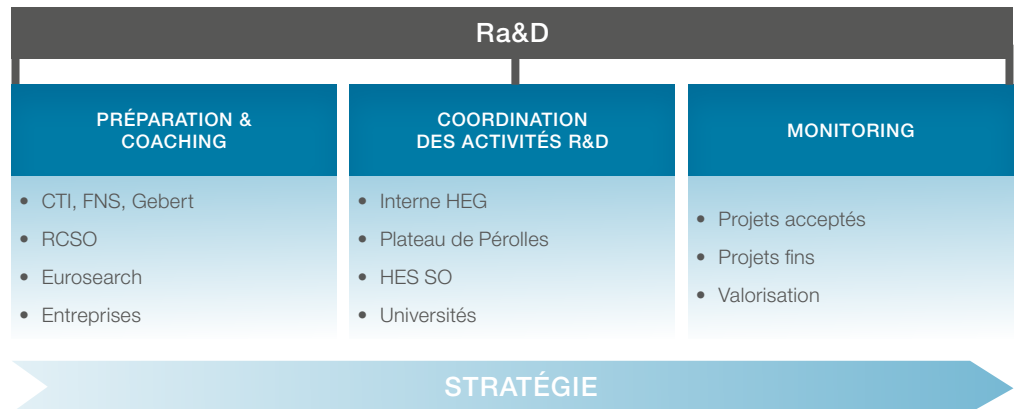 Ra&D
PRÉPARATION &
COACHING
• CTI, FNS, Gebert
• RCSO
• Eurosearch
• Entreprises
COORDINATION
DES ACTIVITÉS R&D
• Interne HEG
• Plateau de Pérolles
• HES SO
• Universités
MONITORING
• Projets acceptés
• Projets fins
• Valorisation
STRATÉGIE